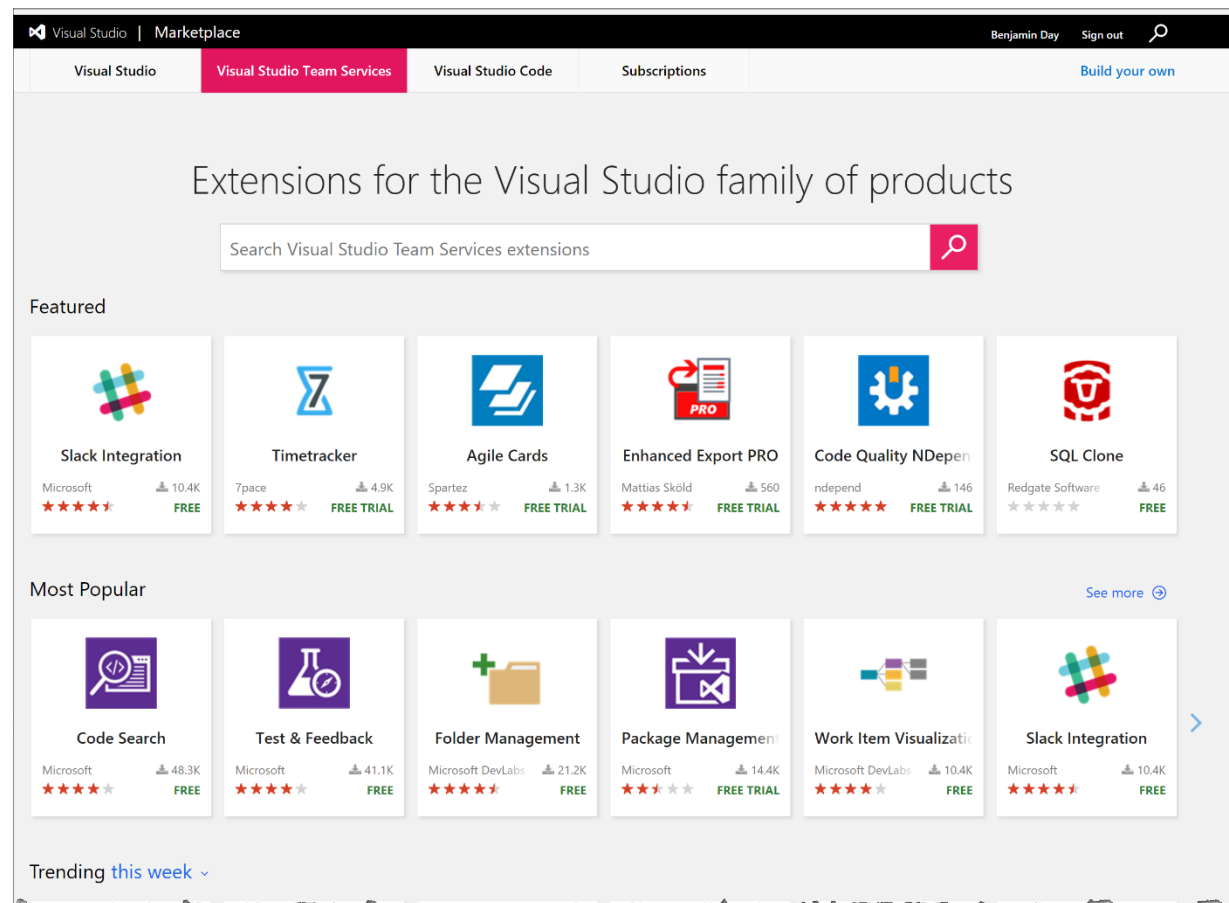 Visual Studio | Marketplace Benjamin Day Sign out
Visual Studio Visual Studio Team Services Visual Studio Code Subscriptions Build your own
Extensions for the Visual Studio family of products
Search Visual Studio Team Services extensions
Featured
7 PRO
Slack Integration Timetracker Agile Cards Enhanced Export PRO Code Quality NDepen SQL Clone
Microsoft 10.4K 7pace 4.9K Spartez 1.3K Mattias Sköld 560 ndepend 146 Redgate Software 46
FREE FREE TRIAL FREE TRIAL FREE TRIAL FREE TRIAL FREE
Most Popular See more
Code Search Test & Feedback Folder Management Package Management Work Item Visualizatic Slack Integration
Microsoft 48.3K Microsoft 41.1K Microsoft DevLabs 21.2K Microsoft 14.4K Microsoft DevLabs 10.4K Microsoft 10.4K
FREE FREE FREE FREE TRIAL FREE FREE
Trending this week